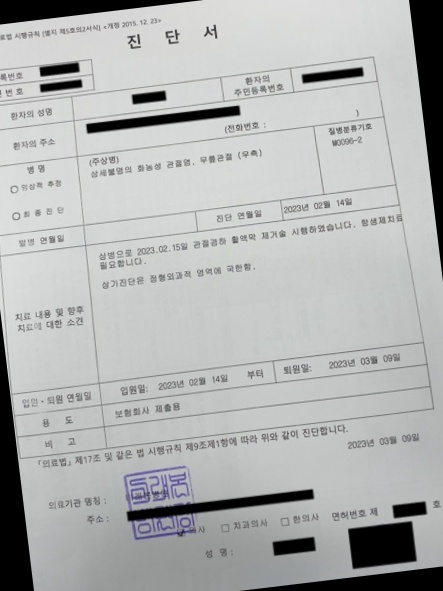 료법 시행규칙 [별지 제5호의2서식] <개정 2015. 12. 23>
진 단 서
록번호
번 호
환자의 성명
환자의 주민등록번호
환자의 주소
(전화번호 : )
병 명
○ 임상적 추정
○ 최 종 진 단
(주상병)
상세불명의 화농성 관절염, 무릎관절 (우측)
질병분류기호
M0096-2
발병 연월일
진단 연월일
2023년 02월 14일
치료 내용 및 향후
치료에 대한 소견
상병으로 2023.02.15일 관절경하 활액막 제거술 시행하였습니다. 항생제치료
필요합니다.
상기진단은 정형외과적 영역에 국한함.
입원·퇴원 연월일
입원일: 2023년 02월 14일 부터
퇴원일: 2023년 03월 09일
용 도
보험회사 제출용
비 고
「의료법」 제17조 및 같은 법 시행규칙 제9조제1항에 따라 위와 같이 진단합니다.
2023년 03월 09일
의료기관 명칭 :
주소 :
의사 □ 치과의사 □ 한의사 면허번호 제 호
성 명 :